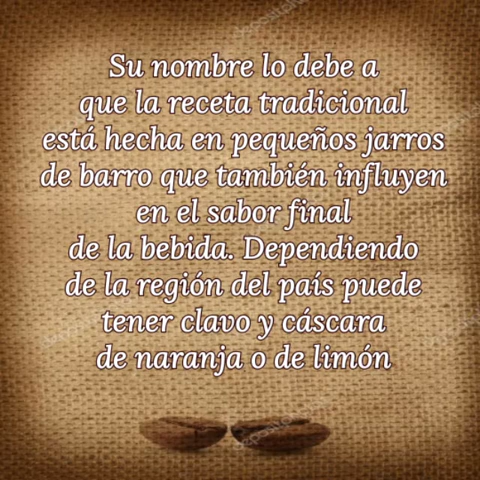 Su nombre lo debe a
que la receta tradicional
está hecha en pequeños jarros
de barro que también influyen
en el sabor final
de la bebida. Dependiendo
de la región del país puede
tener clavo y cáscara
de naranja o de limón